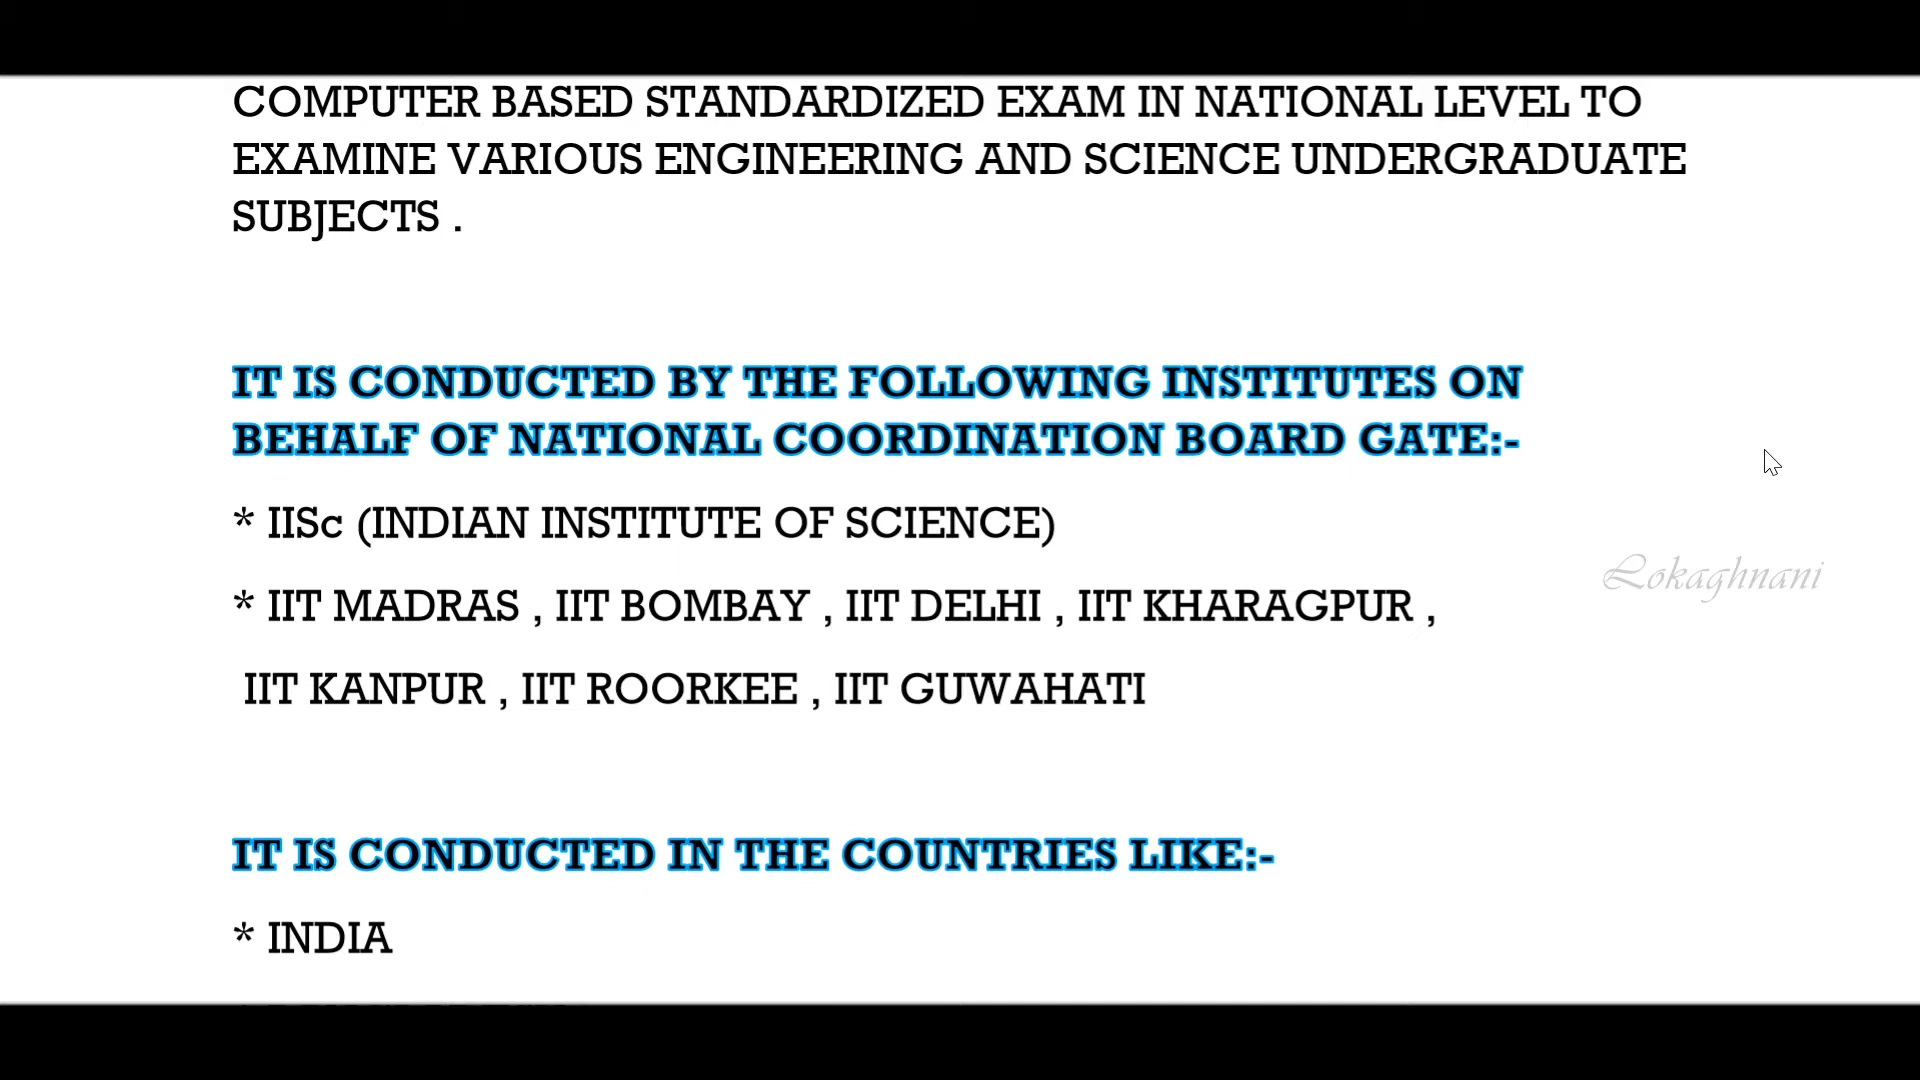 COMPUTER BASED STANDARDIZED EXAM IN NATIONAL LEVEL TO
EXAMINE VARIOUS ENGINEERING AND SCIENCE UNDERGRADUATE
SUBJECTS .
IT IS CONDUCTED BY THE FOLLOWING INSTITUTES ON
BEHALF OF NATIONAL COORDINATION BOARD GATE:-
* IISc (INDIAN INSTITUTE OF SCIENCE)
* IIT MADRAS , IIT BOMBAY , IIT DELHI , IIT KHARAGPUR ,
Lokaghnani
IIT KANPUR , IIT ROORKEE , IIT GUWAHATI
IT IS CONDUCTED IN THE COUNTRIES LIKE:-
* INDIA